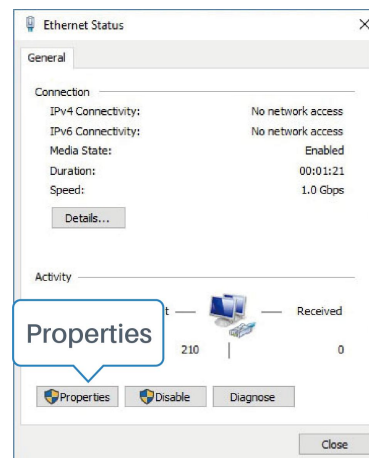 Ethernet Status
General
Connection
IPv4 Connectivity: No network access
IPv6 Connectivity: No network access
Media State: Enabled
Duration: 00:01:21
Speed: 1.0 Gbps
Details...
Activity
Received
Properties
210 0
Properties Disable Diagnose
Close